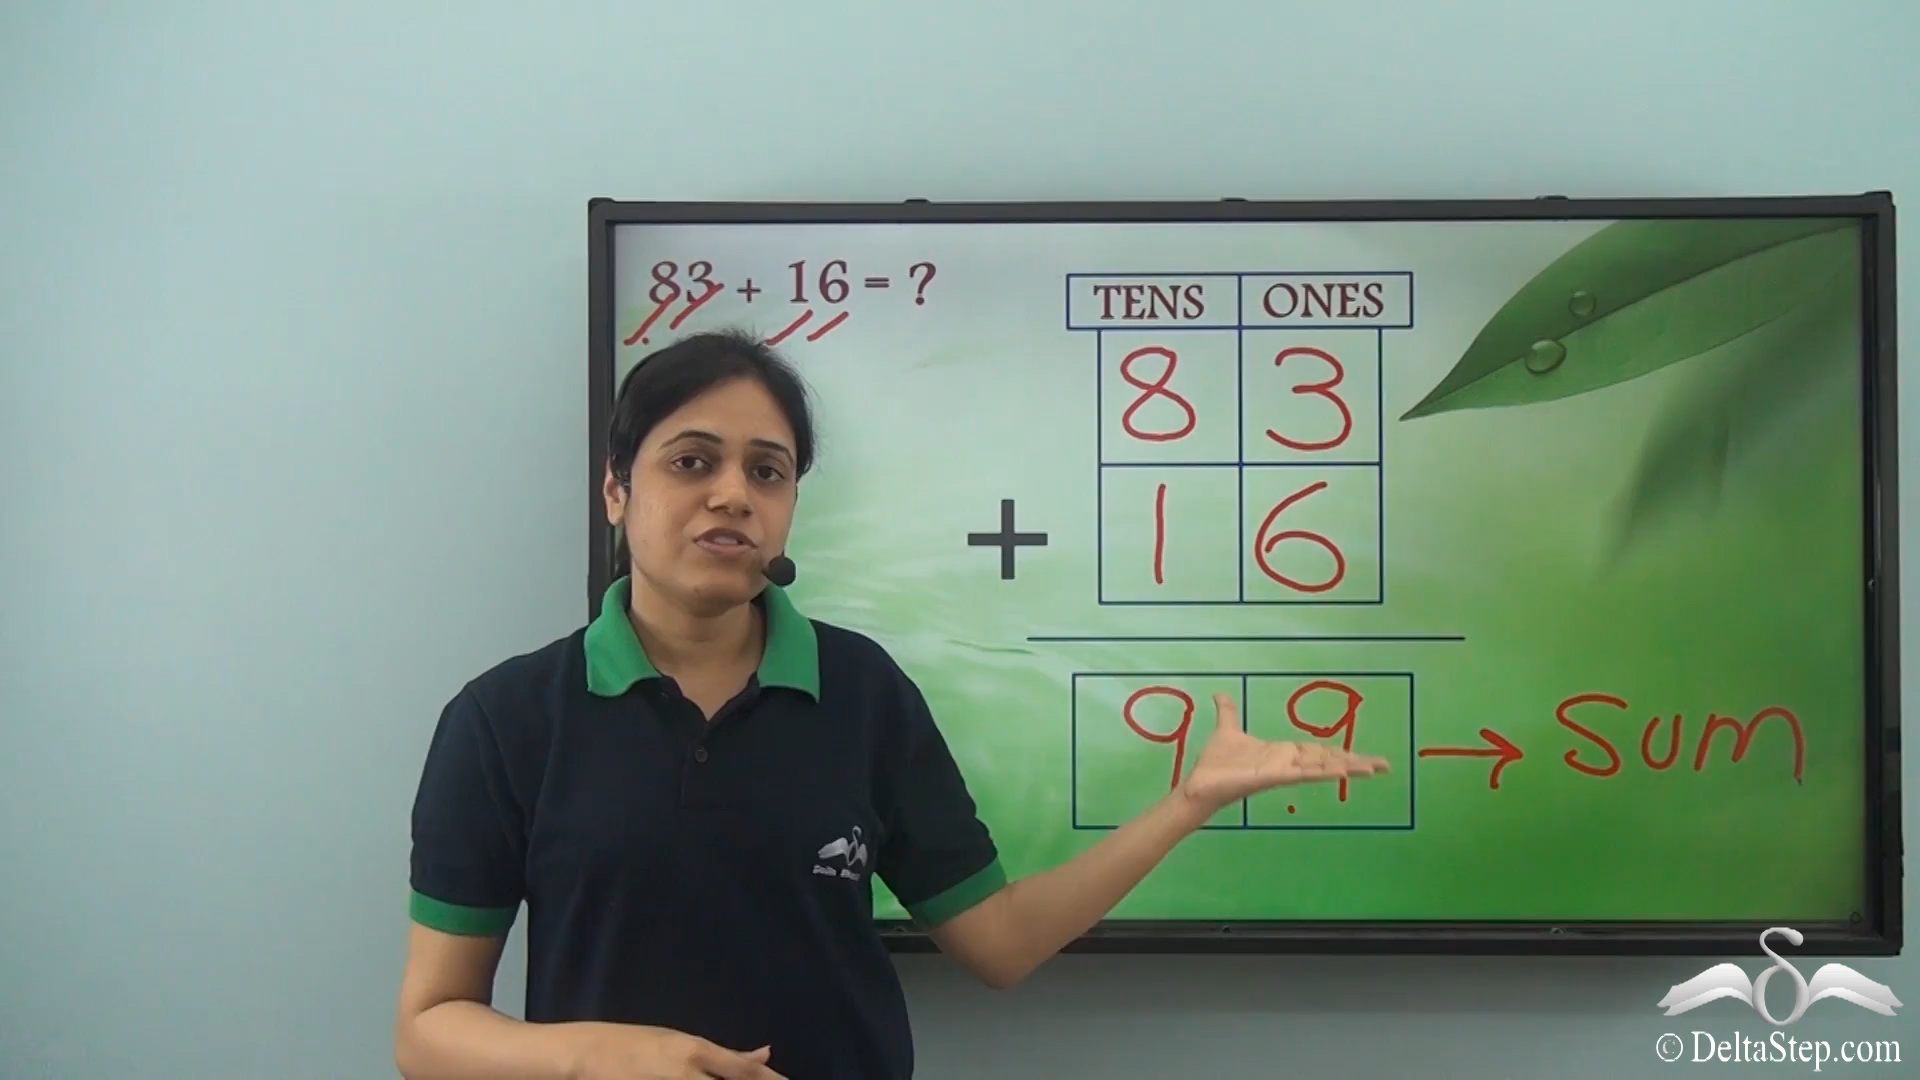 83 + 16 = ?
TENS ONES
8 3
+ 1 6
9 9 → Sum
© DeltaStep.com